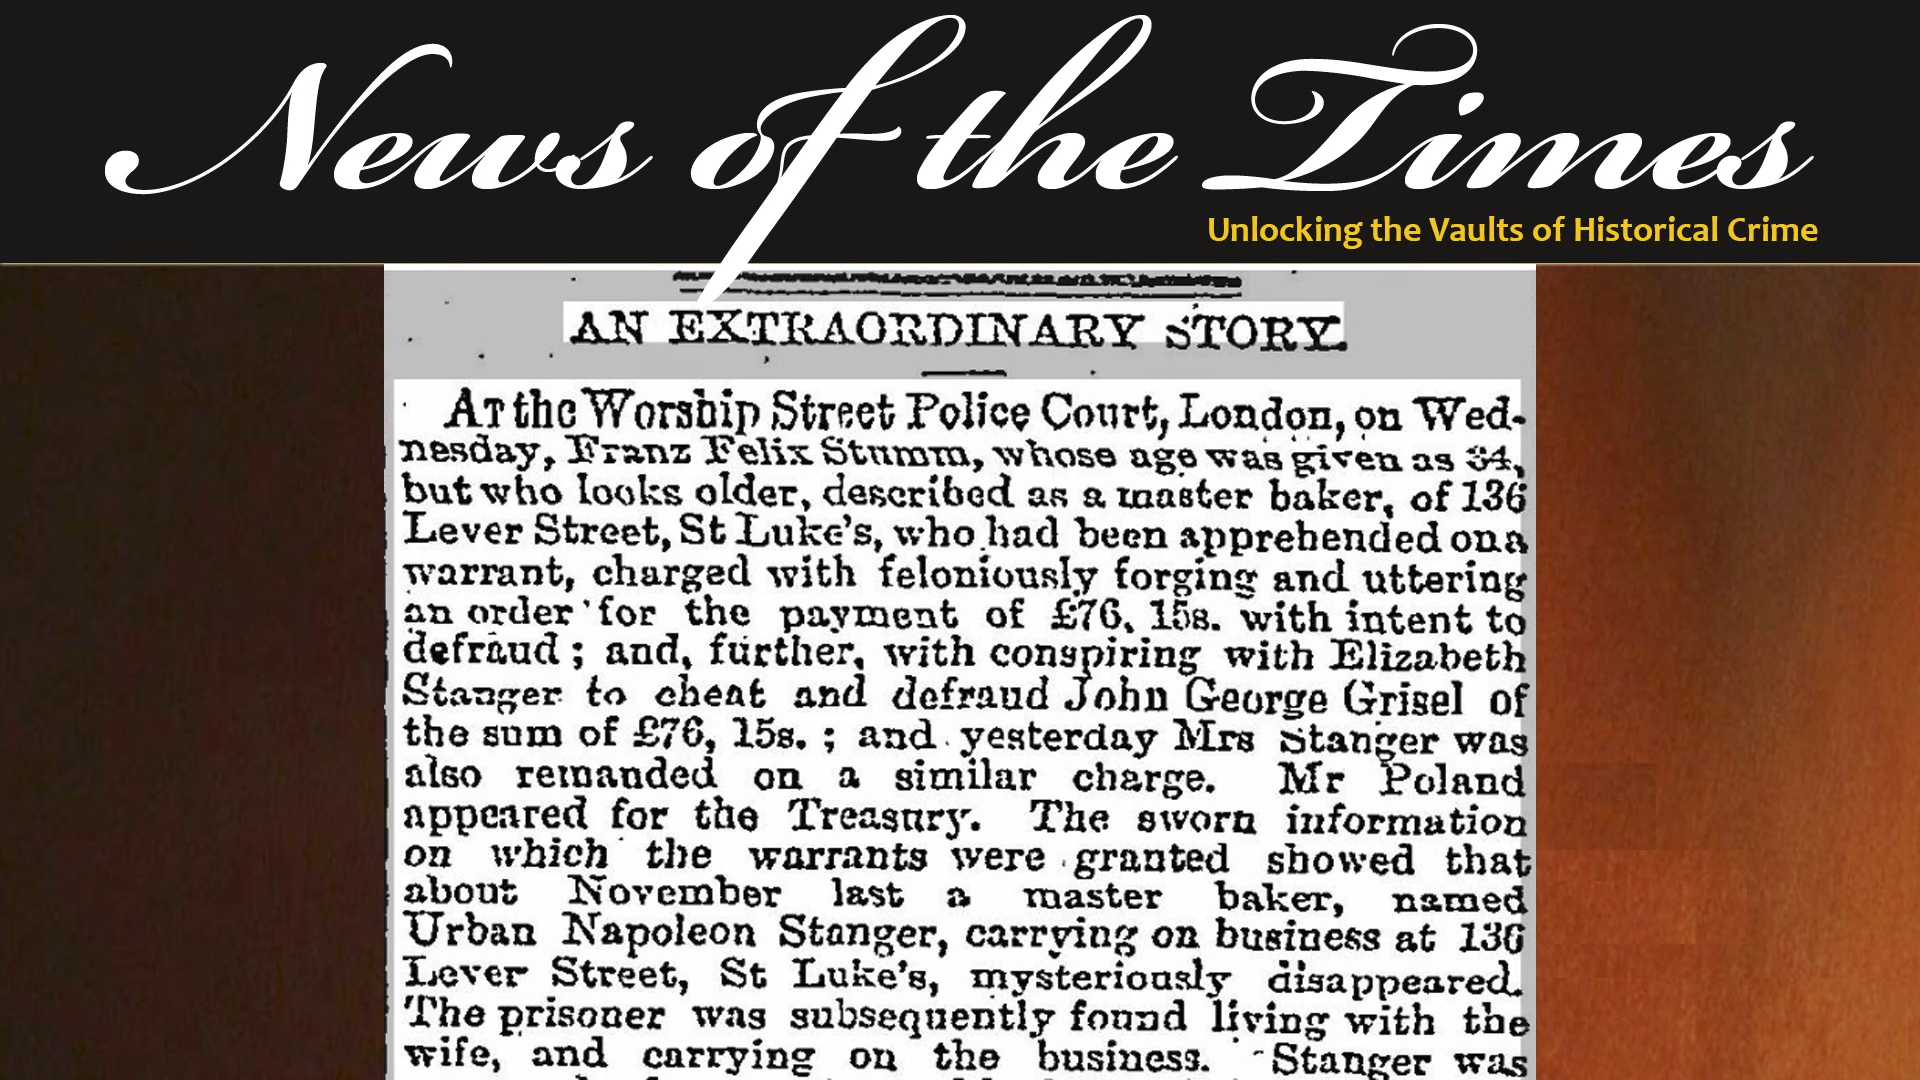 News of the Times
Unlocking the Vaults of Historical Crime
AN EXTRAORDINARY STORY.
AT the Worship Street Police Court, London, on Wed-
nesday, Franz Felix Stumm, whose age was given as 34,
but who looks older, described as a master baker, of 136
Lever Street, St Luke's, who had been apprehended on a
warrant, charged with feloniously forging and uttering
an order for the payment of £76, 15s. with intent to
defraud; and, further, with conspiring with Elizabeth
Stanger to cheat and defraud John George Grisel of
the sum of £76, 15s.; and yesterday Mrs Stanger was
also remanded on a similar charge. Mr Poland
appeared for the Treasury. The sworn information
on which the warrants were granted showed that
about November last a master baker, named
Urban Napoleon Stanger, carrying on business at 136
Lever Street, St Luke's, mysteriously disappeared.
The prisoner was subsequently found living with the
wife, and carrying on the business. Stanger was